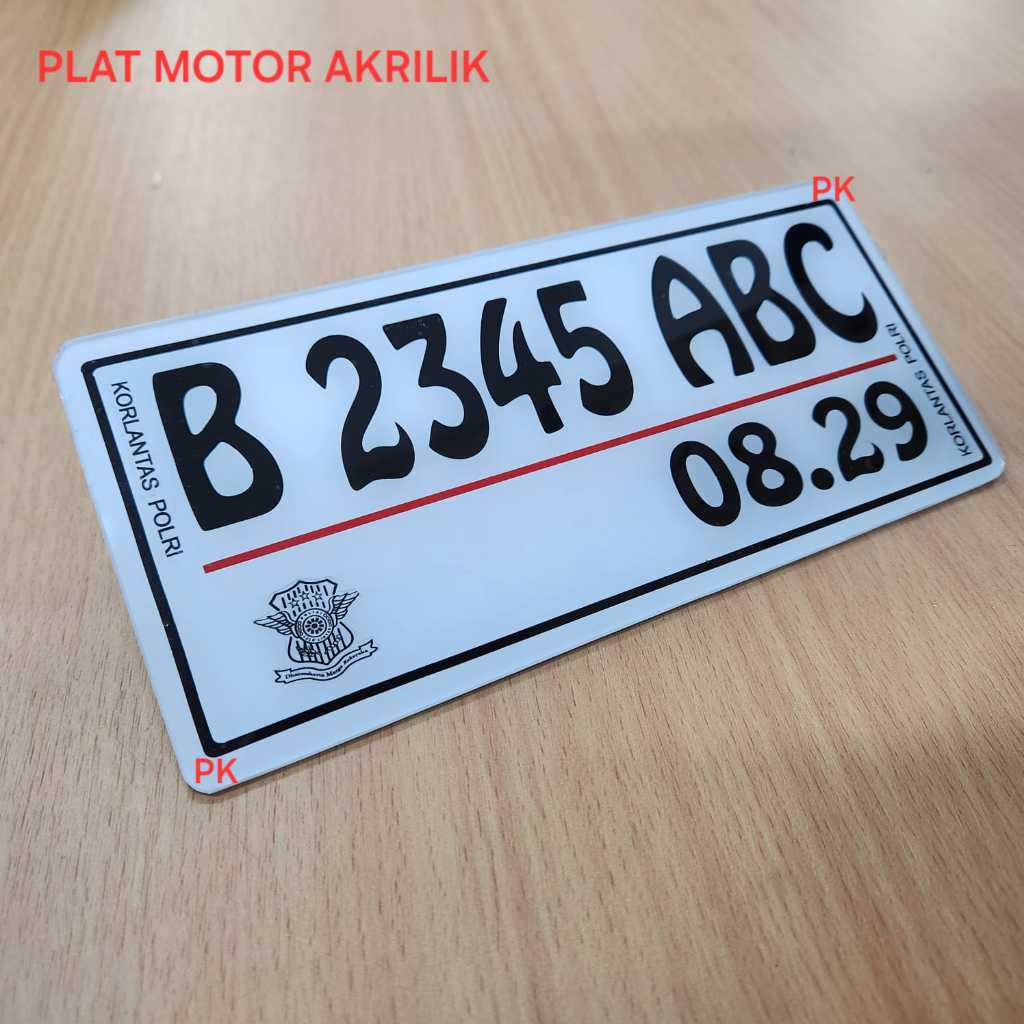 PLAT MOTOR AKRILIK
PK
B 2345 ABC
08.29
KORLANTAS POLRI
KORLANTAS POLRI
PK